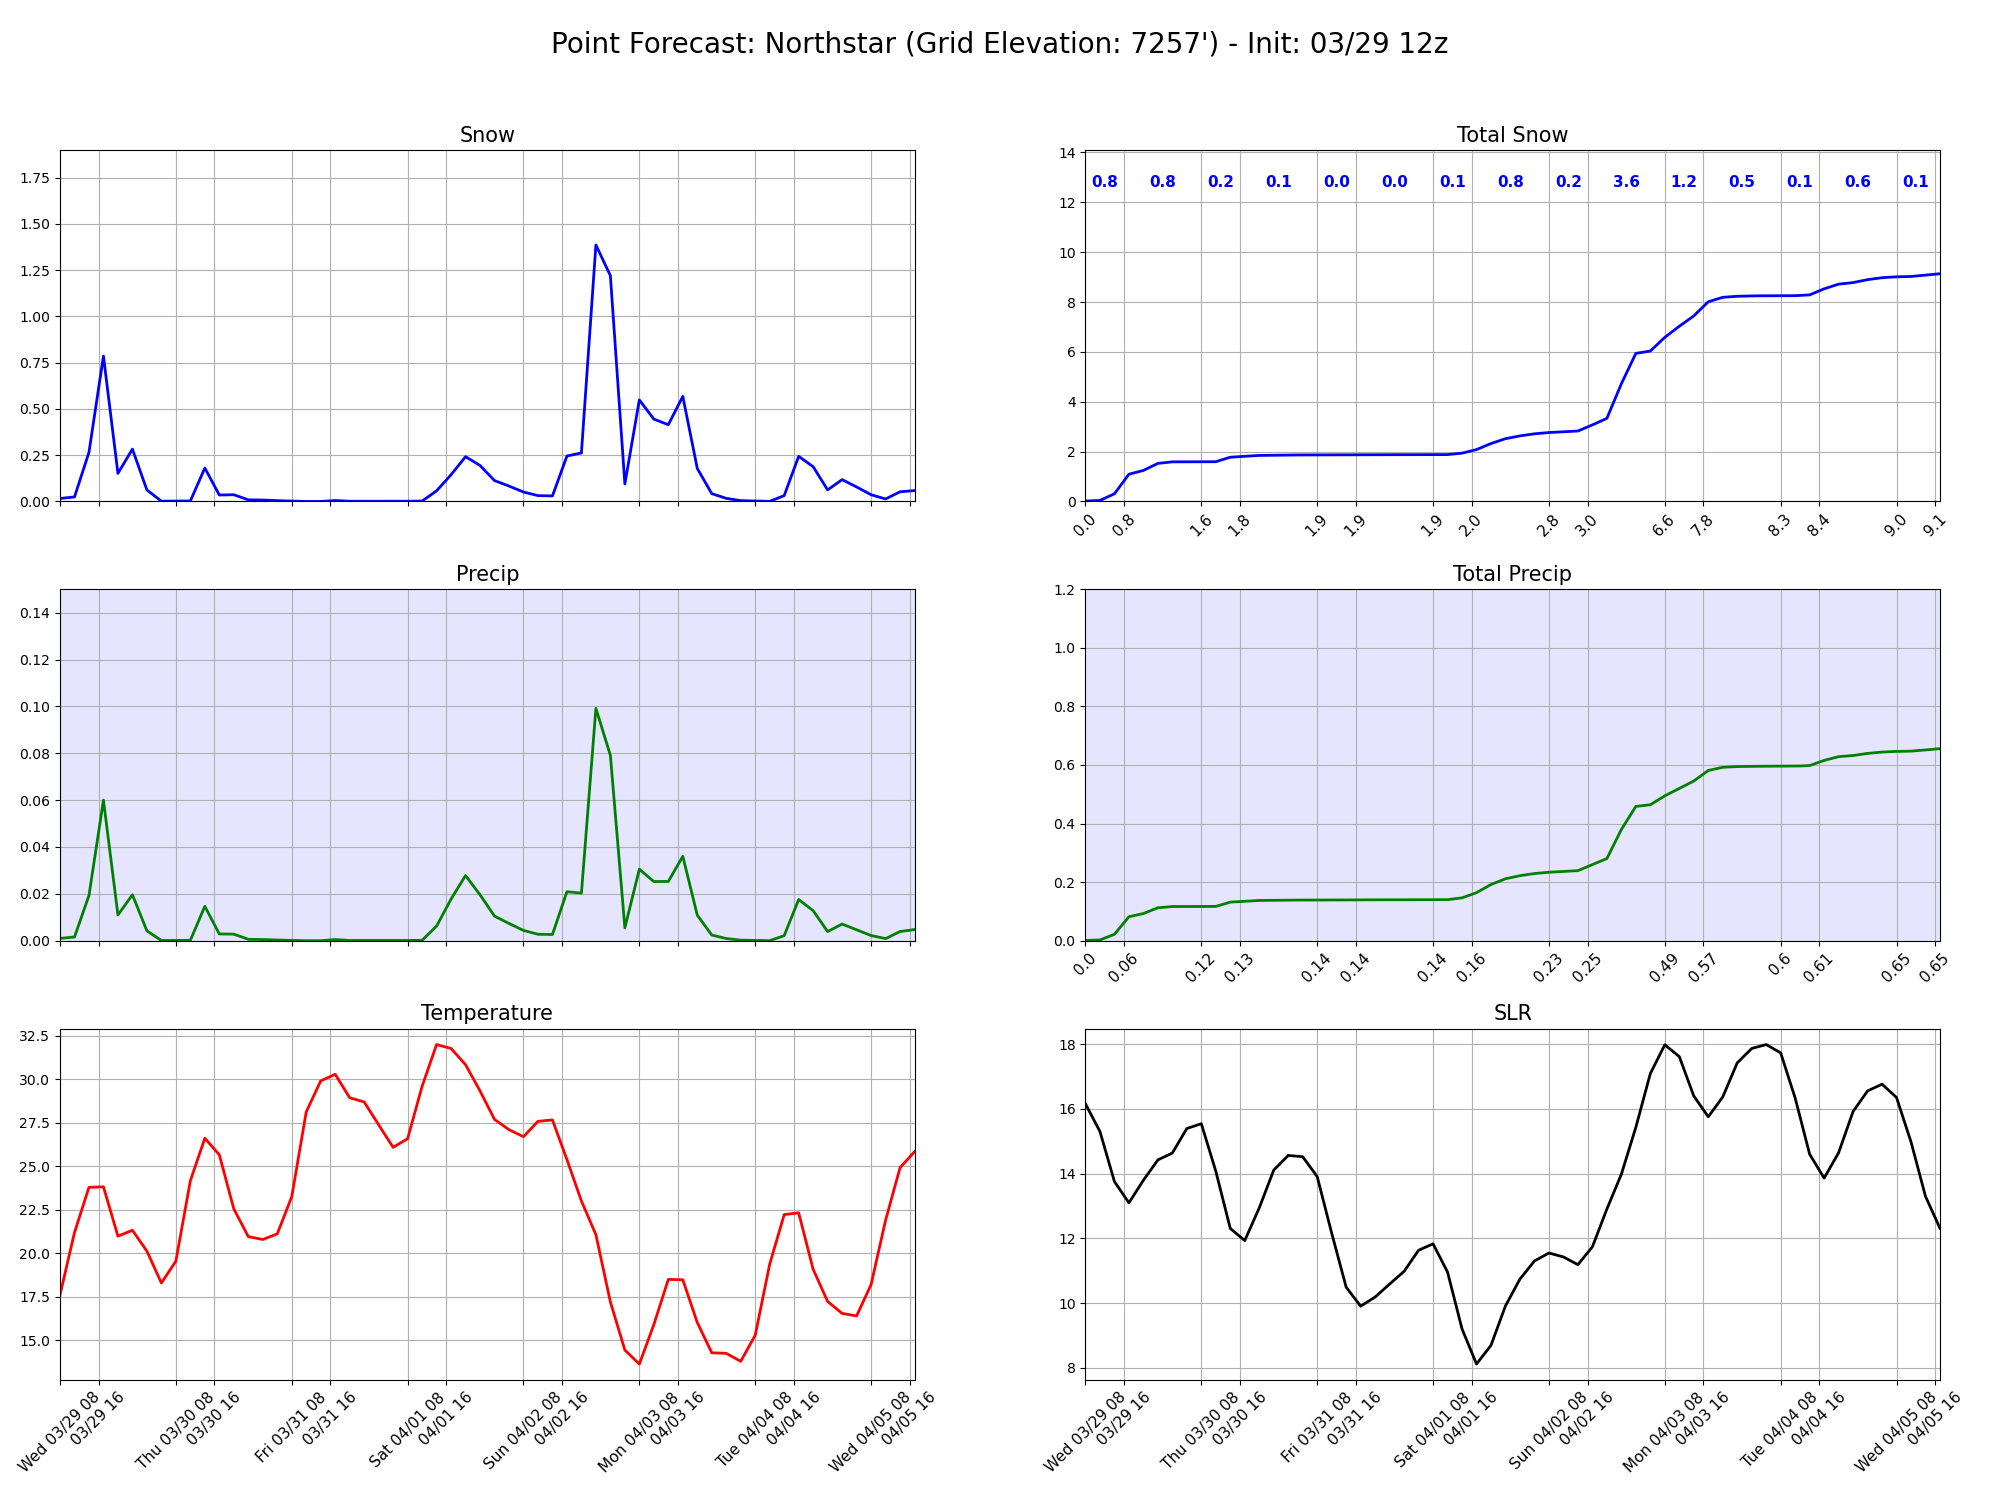 Point Forecast: Northstar (Grid Elevation: 7257') - Init: 03/29 12z
Snow
1.75
1.50
1.25
1.00
0.75
0.50
0.25
0.00
Total Snow
14
12
10
8
6
4
2
0
0.8 0.8 0.2 0.1 0.0 0.0 0.1 0.8 0.2 3.6 1.2 0.5 0.1 0.6 0.1
0.0 0.8 1.6 1.8 1.9 1.9 1.9 2.0 2.8 3.0 6.6 7.8 8.3 8.4 9.0 9.1
Precip
0.14
0.12
0.10
0.08
0.06
0.04
0.02
0.00
Total Precip
1.2
1.0
0.8
0.6
0.4
0.2
0.0
0.0 0.06 0.12 0.13 0.14 0.14 0.14 0.16 0.23 0.25 0.49 0.57 0.6 0.61 0.65 0.65
Temperature
32.5
30.0
27.5
25.0
22.5
20.0
17.5
15.0
Wed 03/29 08
03/29 16
Thu 03/30 08
03/30 16
Fri 03/31 08
03/31 16
Sat 04/01 08
04/01 16
Sun 04/02 08
04/02 16
Mon 04/03 08
04/03 16
Tue 04/04 08
04/04 16
Wed 04/05 08
04/05 16
SLR
18
16
14
12
10
8
Wed 03/29 08
03/29 16
Thu 03/30 08
03/30 16
Fri 03/31 08
03/31 16
Sat 04/01 08
04/01 16
Sun 04/02 08
04/02 16
Mon 04/03 08
04/03 16
Tue 04/04 08
04/04 16
Wed 04/05 08
04/05 16